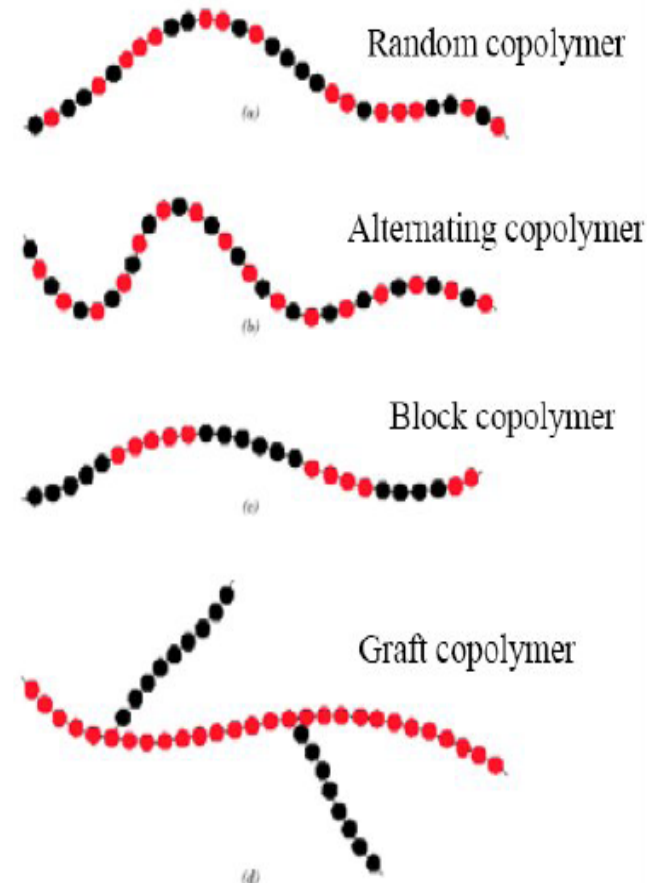 Random copolymer
(a)
Alternating copolymer
(b)
Block copolymer
(c)
Graft copolymer
(d)